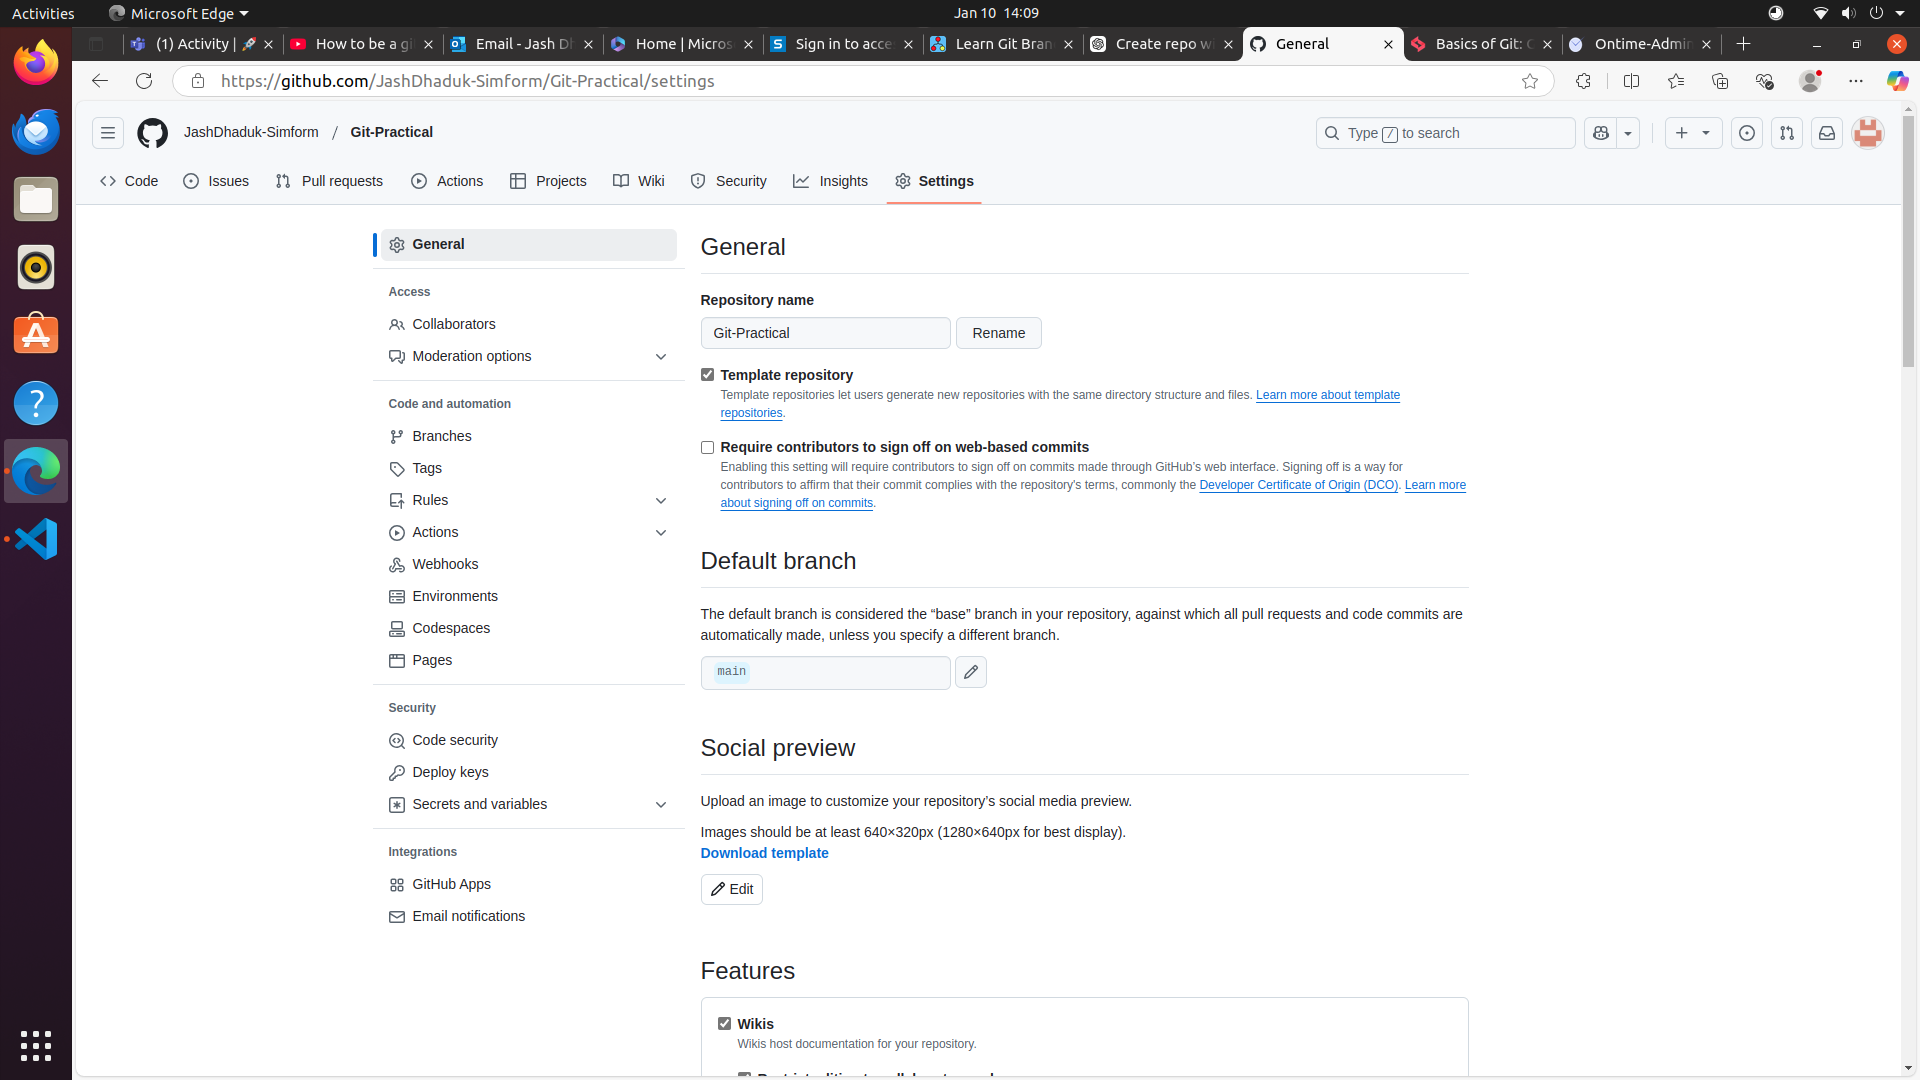 Activities
Microsoft Edge
Jan 10 14:09
(1) Activity |
How to be a gi
Email - Jash Dh
Home | Micros
Sign in to acce
Learn Git Bran
Create repo wi
General
Basics of Git: C
Ontime-Admin
https://github.com/JashDhaduk-Simform/Git-Practical/settings
JashDhaduk-Simform / Git-Practical
Type / to search
Code
Issues
Pull requests
Actions
Projects
Wiki
Security
Insights
Settings
General
Access
Collaborators
Moderation options
Code and automation
Branches
Tags
Rules
Actions
Webhooks
Environments
Codespaces
Pages
Security
Code security
Deploy keys
Secrets and variables
Integrations
GitHub Apps
Email notifications
General
Repository name
Git-Practical
Rename
Template repository
Template repositories let users generate new repositories with the same directory structure and files. Learn more about template
repositories.
Require contributors to sign off on web-based commits
Enabling this setting will require contributors to sign off on commits made through GitHub's web interface. Signing off is a way for
contributors to affirm that their commit complies with the repository's terms, commonly the Developer Certificate of Origin (DCO). Learn more
about signing off on commits.
Default branch
The default branch is considered the “base” branch in your repository, against which all pull requests and code commits are
automatically made, unless you specify a different branch.
main
Social preview
Upload an image to customize your repository's social media preview.
Images should be at least 640×320px (1280×640px for best display).
Download template
Edit
Features
Wikis
Wikis host documentation for your repository.